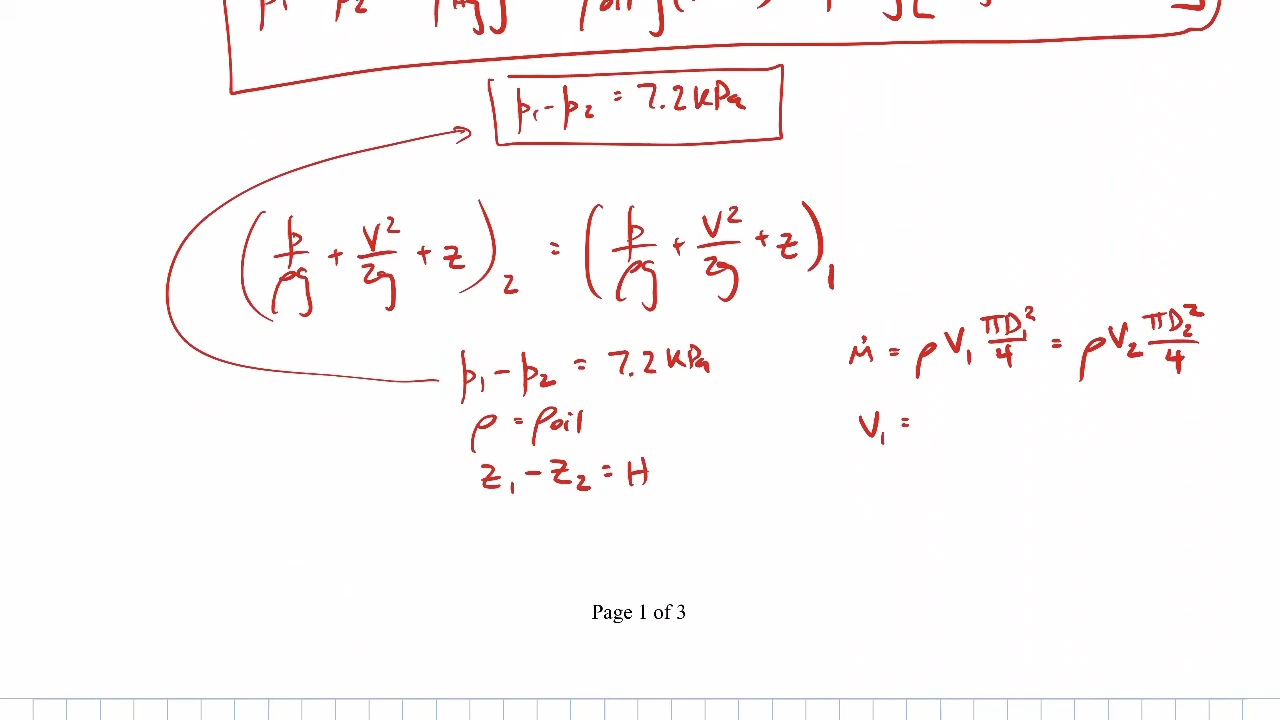 p₁ - p₂ = 7.2 kPa
(p/ρg + V²/2g + z)₂ = (p/ρg + V²/2g + z)₁
ṁ = ρV₁ πD₁²/4 = ρV₂ πD₂²/4
p₁ - p₂ = 7.2 kPa
ρ = ρoil
V₁ =
z₁ - z₂ = H
Page 1 of 3